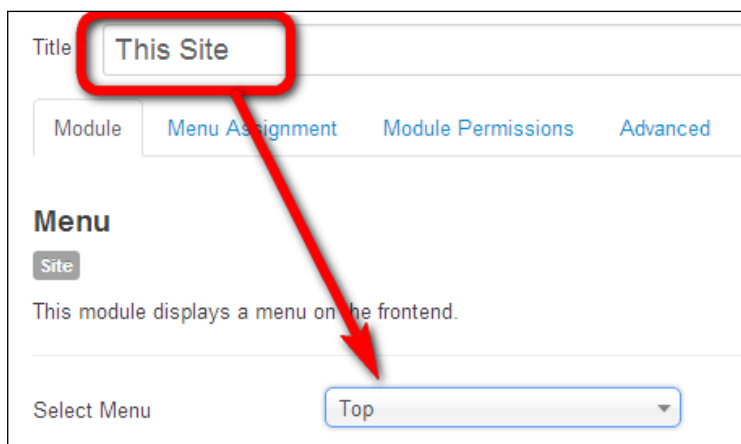 Title This Site
Module Menu Assignment Module Permissions Advanced
Menu
Site
This module displays a menu on the frontend.
Select Menu Top